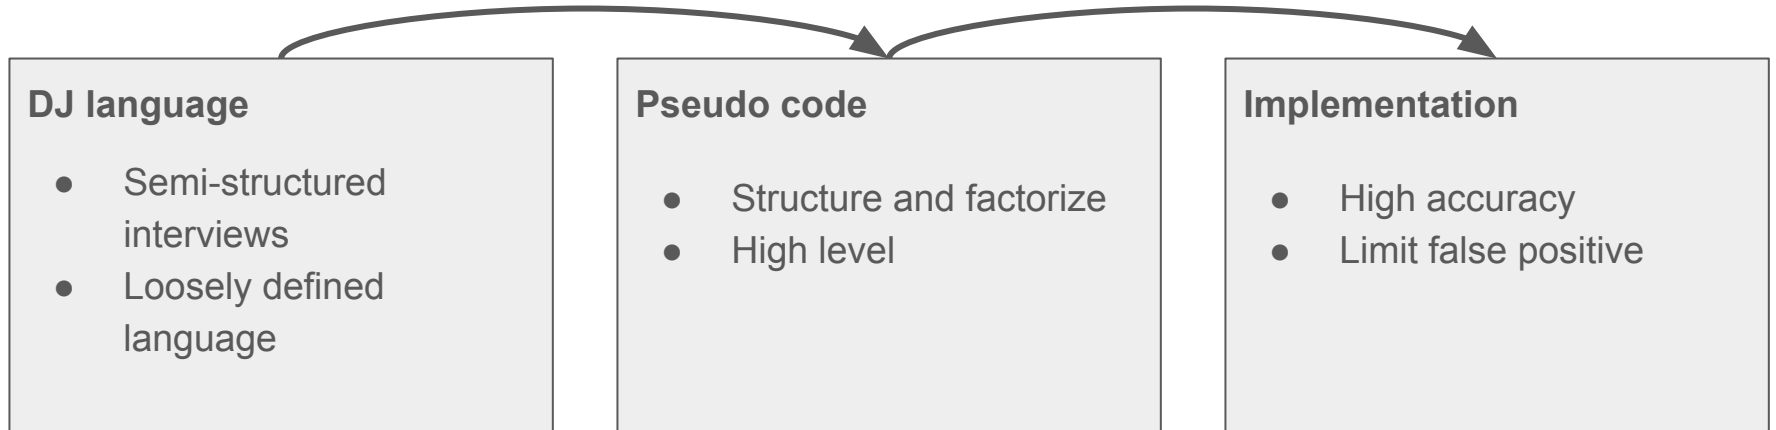 DJ language
● Semi-structured
interviews
● Loosely defined
language
Pseudo code
● Structure and factorize
● High level
Implementation
● High accuracy
● Limit false positive